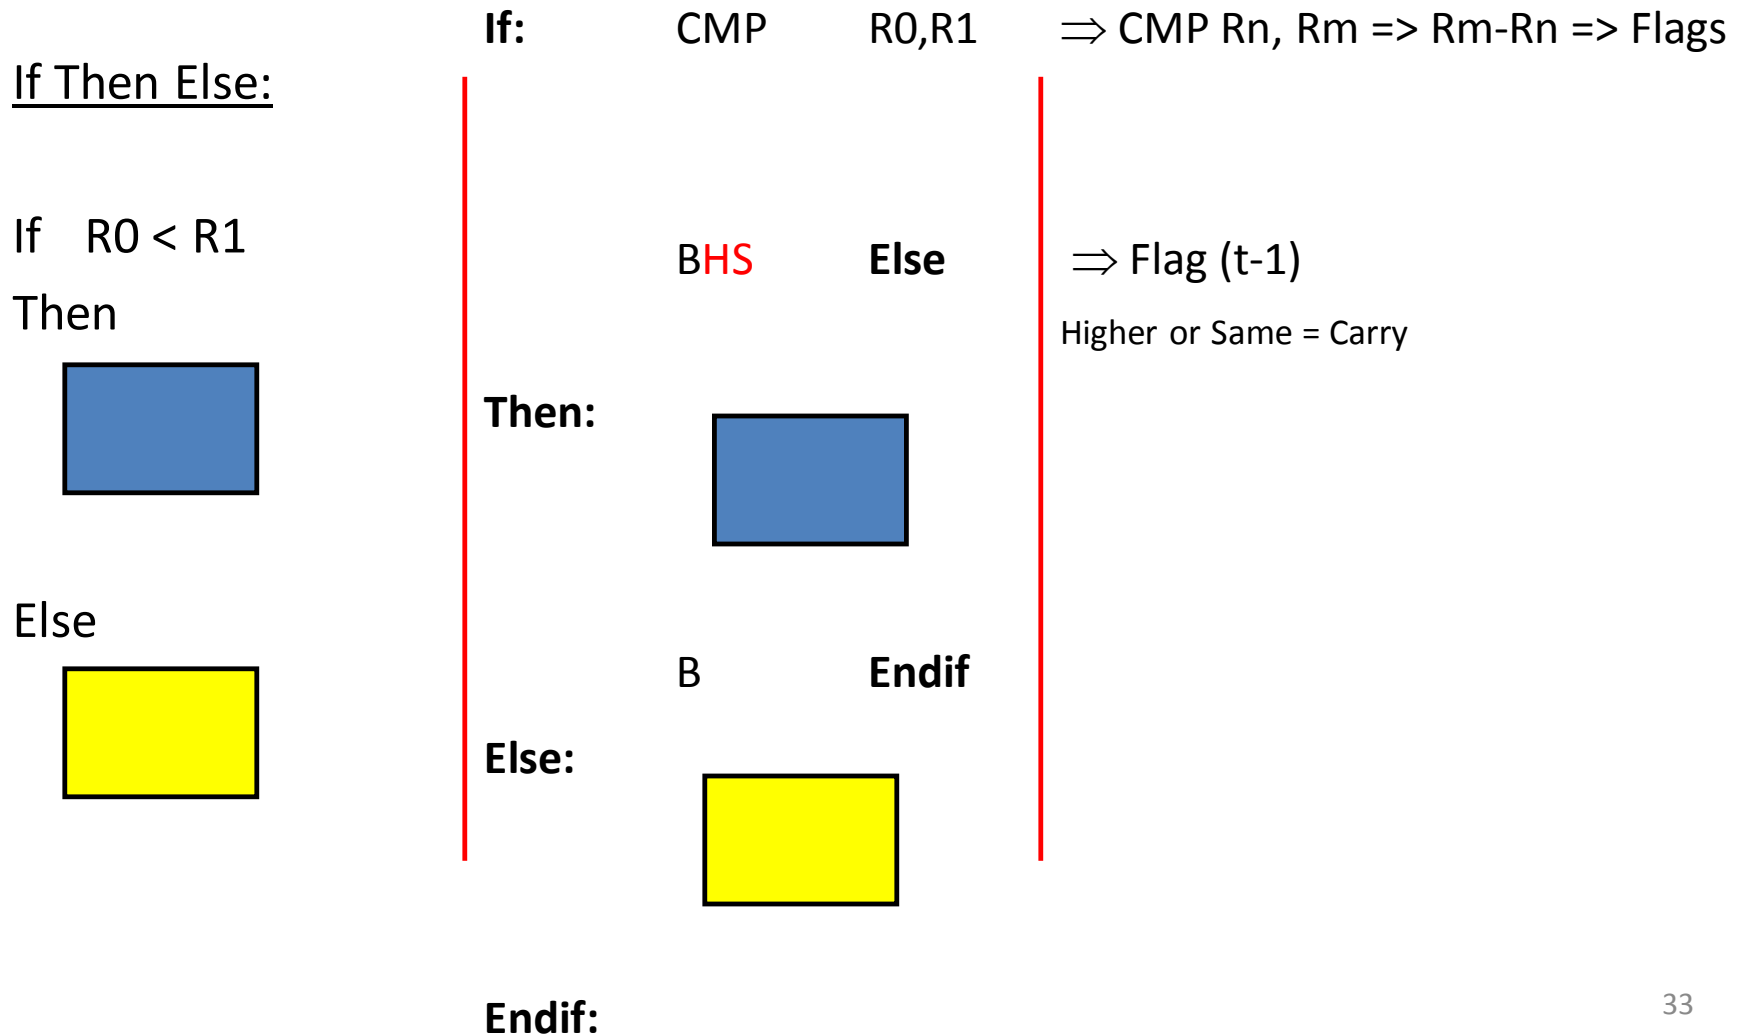 If Then Else:
If R0 < R1
Then
Else
If: CMP R0,R1 ⇒ CMP Rn, Rm => Rm-Rn => Flags
BHS Else ⇒ Flag (t-1)
Higher or Same = Carry
Then:
B Endif
Else:
Endif:
33